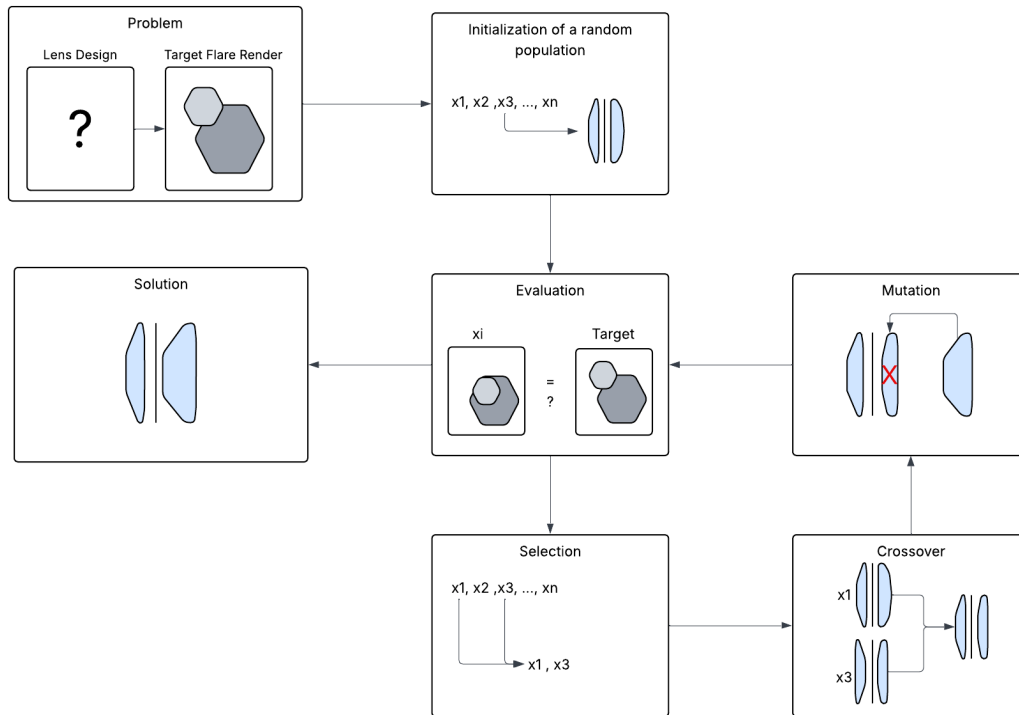 Problem
Lens Design
Target Flare Render
?
Initialization of a random
population
x1, x2 ,x3, ..., xn
Solution
Evaluation
xi
Target
=
?
Mutation
X
Selection
x1, x2 ,x3, ..., xn
x1 , x3
Crossover
x1
x3